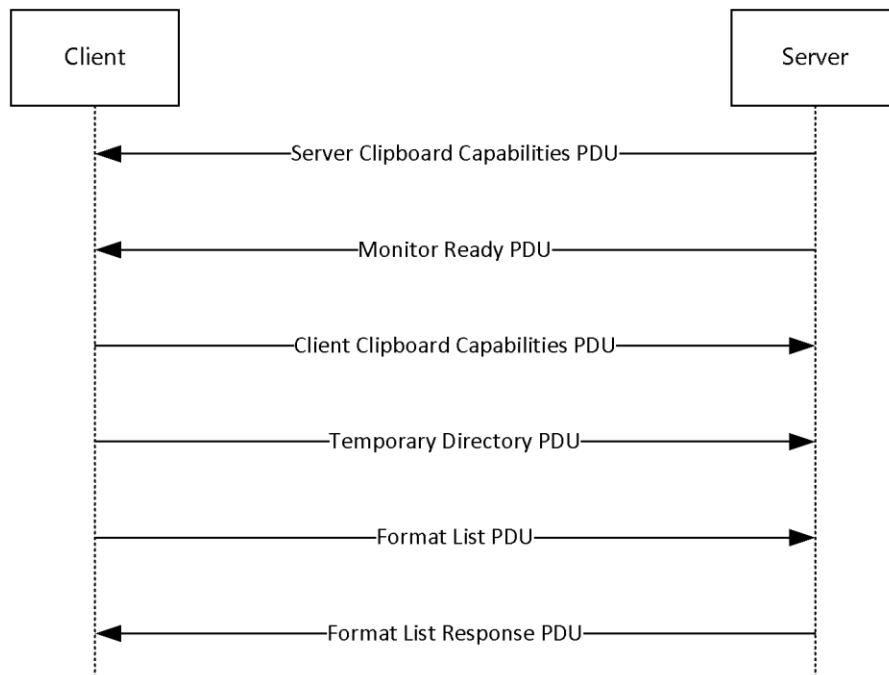 Client
Server
Server Clipboard Capabilities PDU
Monitor Ready PDU
Client Clipboard Capabilities PDU
Temporary Directory PDU
Format List PDU
Format List Response PDU